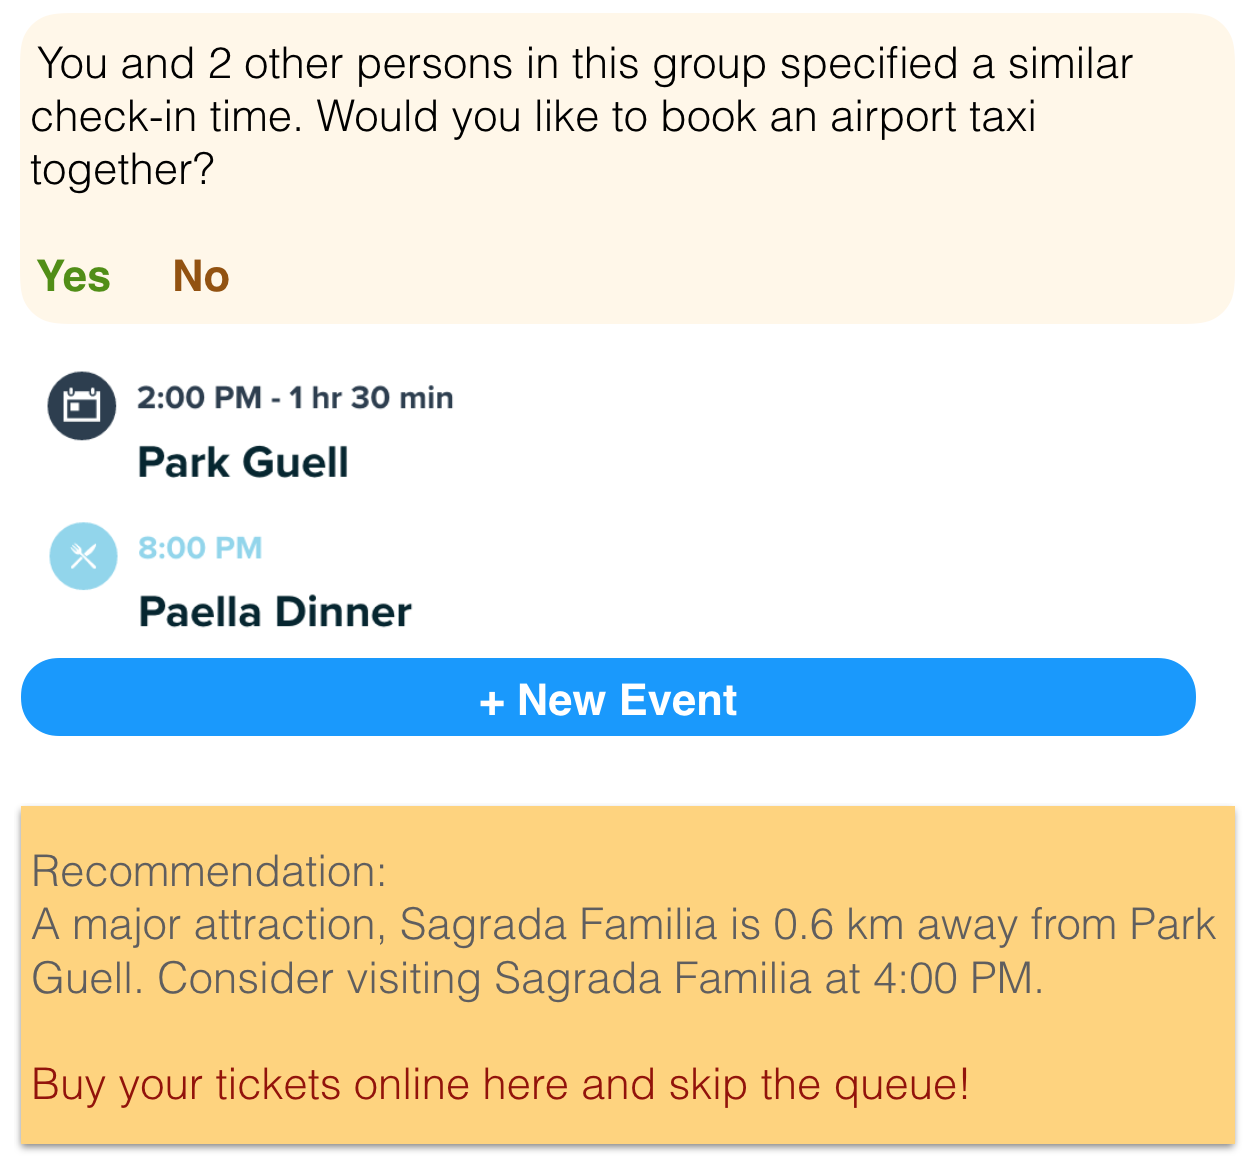 You and 2 other persons in this group specified a similar
check-in time. Would you like to book an airport taxi
together?
Yes No
2:00 PM - 1 hr 30 min
Park Guell
8:00 PM
Paella Dinner
+ New Event
Recommendation:
A major attraction, Sagrada Familia is 0.6 km away from Park
Guell. Consider visiting Sagrada Familia at 4:00 PM.
Buy your tickets online here and skip the queue!